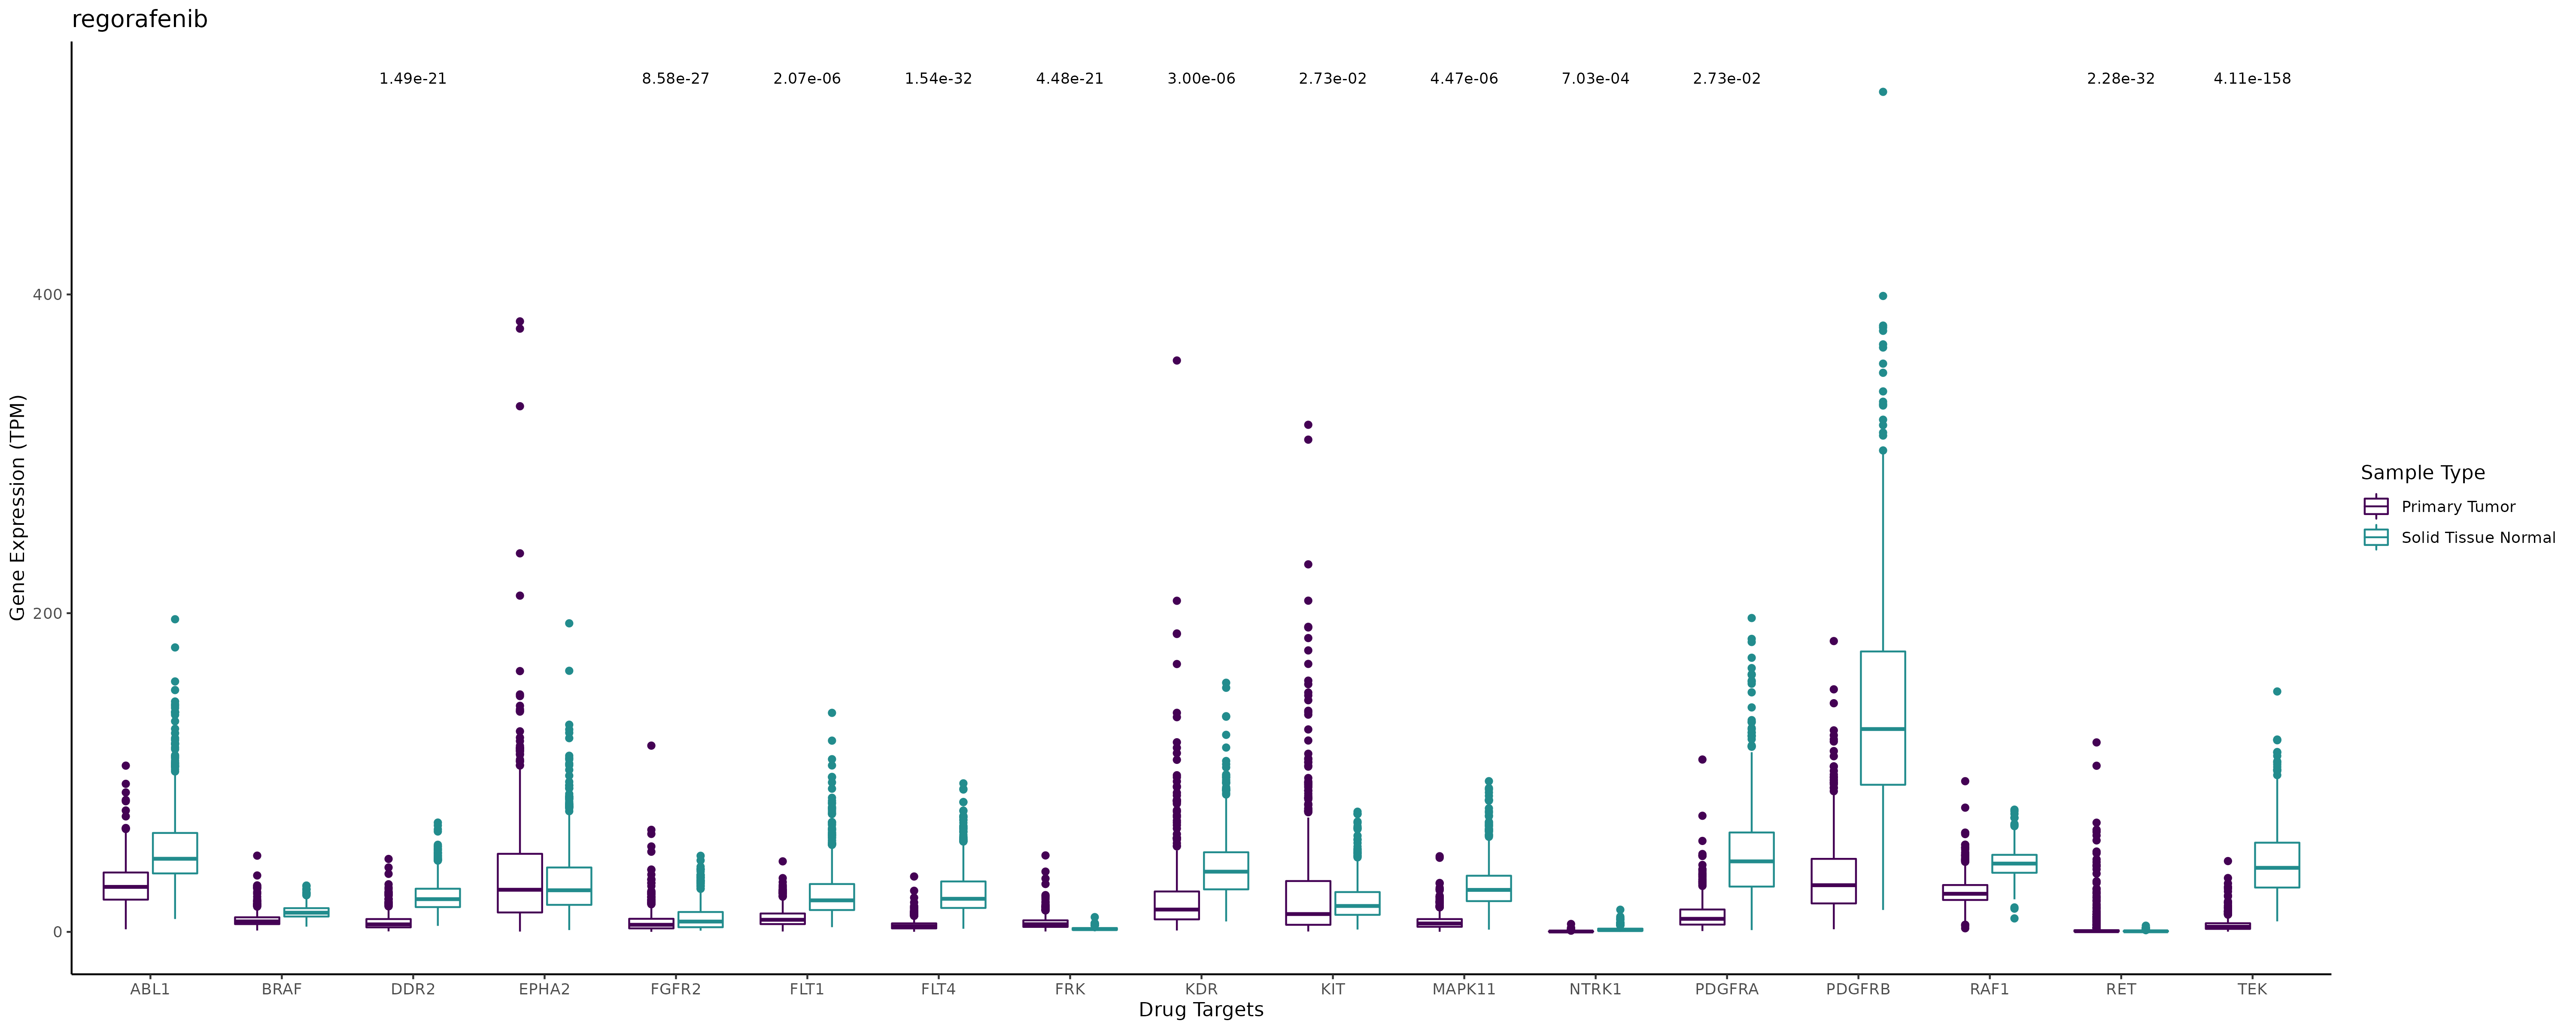 regorafenib
1.49e-21 8.58e-27 2.07e-06 1.54e-32 4.48e-21 3.00e-06 2.73e-02 4.47e-06 7.03e-04 2.73e-02 2.28e-32 4.11e-158
Gene Expression (TPM)
400
200
0
ABL1 BRAF DDR2 EPHA2 FGFR2 FLT1 FLT4 FRK KDR KIT MAPK11 NTRK1 PDGFRA PDGFRB RAF1 RET TEK
Drug Targets
Sample Type
Primary Tumor
Solid Tissue Normal